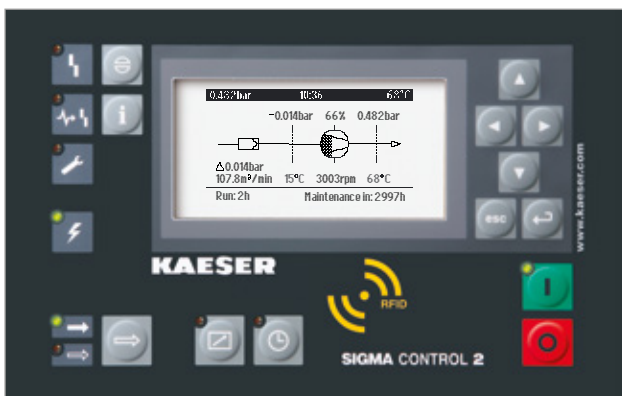 KAESER
0.482bar 10:36 68°C
-0.014bar 66% 0.482bar
Δ0.014bar
107.8m³/min 15°C 3003rpm 68°C
Run: 2h Maintenance in: 2997h
esc
www.kaeser.com
KAESER
RFID
SIGMA CONTROL 2